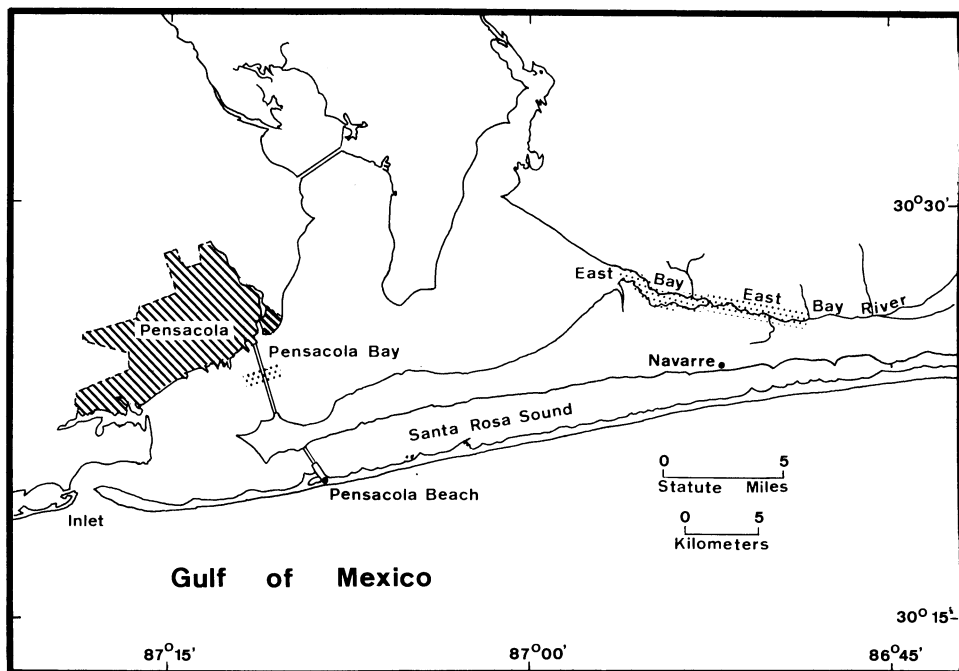 30°30'
East Bay East Bay River
Pensacola
Pensacola Bay
Navarre
Santa Rosa Sound
0 5
Statute Miles
Pensacola Beach
0 5
Kilometers
Inlet
Gulf of Mexico
30°15'
87°15' 87°00' 86°45'